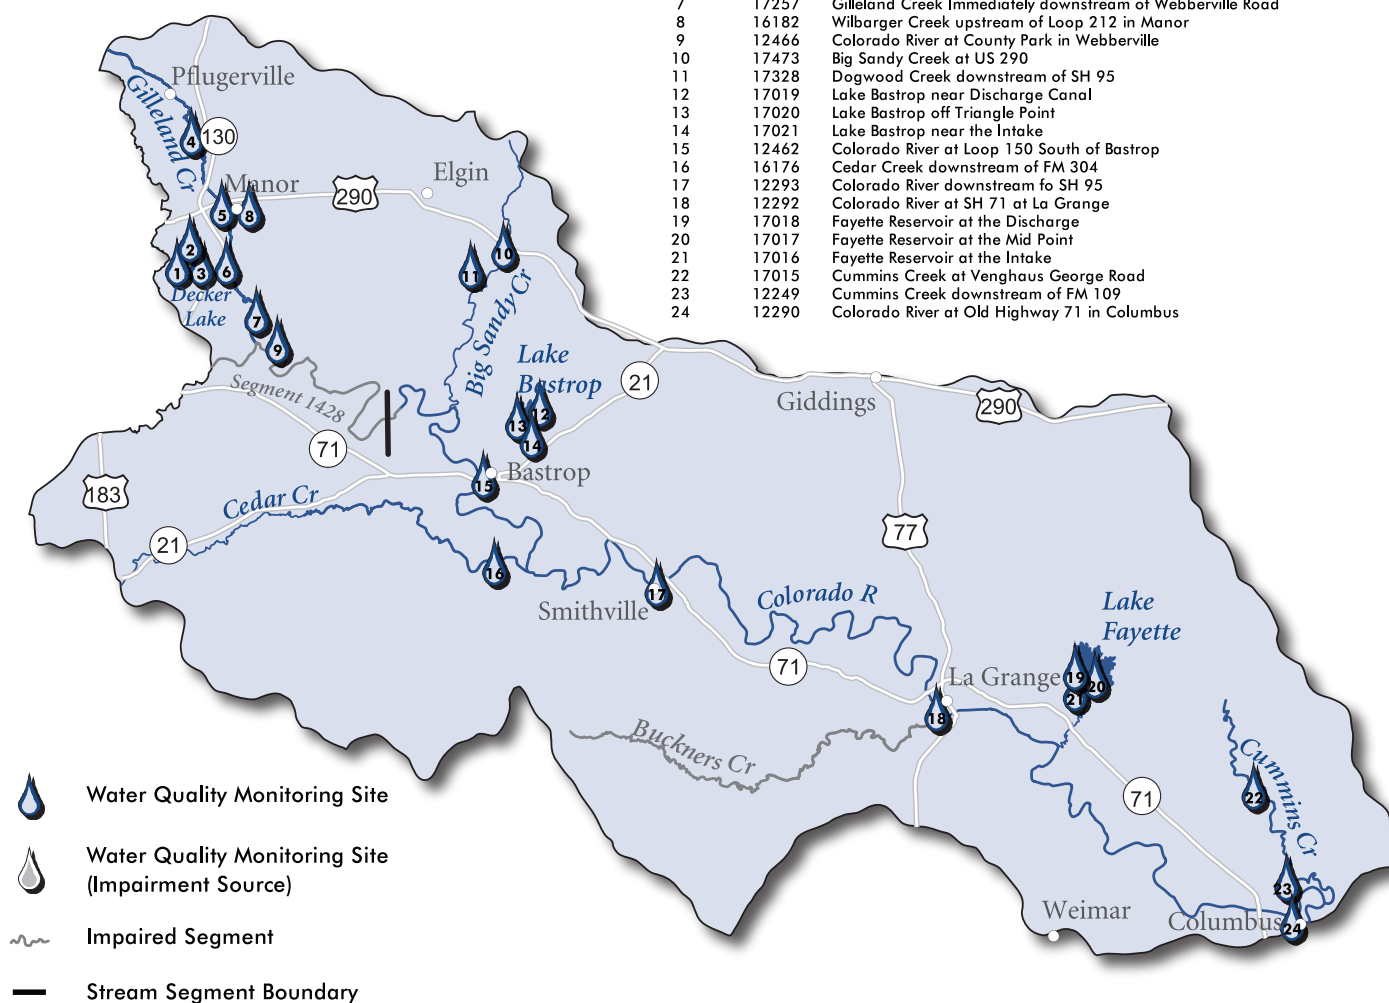 7 17257 Gilleland Creek Immediately downstream of Webberville Road
8 16182 Wilbarger Creek upstream of Loop 212 in Manor
9 12466 Colorado River at County Park in Webberville
10 17473 Big Sandy Creek at US 290
11 17328 Dogwood Creek downstream of SH 95
12 17019 Lake Bastrop near Discharge Canal
13 17020 Lake Bastrop off Triangle Point
14 17021 Lake Bastrop near the Intake
15 12462 Colorado River at Loop 150 South of Bastrop
16 16176 Cedar Creek downstream of FM 304
17 12293 Colorado River downstream fo SH 95
18 12292 Colorado River at SH 71 at La Grange
19 17018 Fayette Reservoir at the Discharge
20 17017 Fayette Reservoir at the Mid Point
21 17016 Fayette Reservoir at the Intake
22 17015 Cummins Creek at Venghaus George Road
23 12249 Cummins Creek downstream of FM 109
24 12290 Colorado River at Old Highway 71 in Columbus
Pflugerville
Gilleland Cr
4
130
Manor
5
8
290
Elgin
2
1
3
6
10
11
Decker
Lake
7
9
Big Sandy Cr
Lake
Bastrop
12
13
14
21
Segment 1428
71
Giddings
290
183
Cedar Cr
21
15
Bastrop
77
16
17
Smithville
Colorado R
71
Lake
Fayette
La Grange
19
20
21
18
Buckners Cr
Cummins Cr
22
71
23
Weimar
Columbus
24
Water Quality Monitoring Site
Water Quality Monitoring Site
(Impairment Source)
Impaired Segment
Stream Segment Boundary